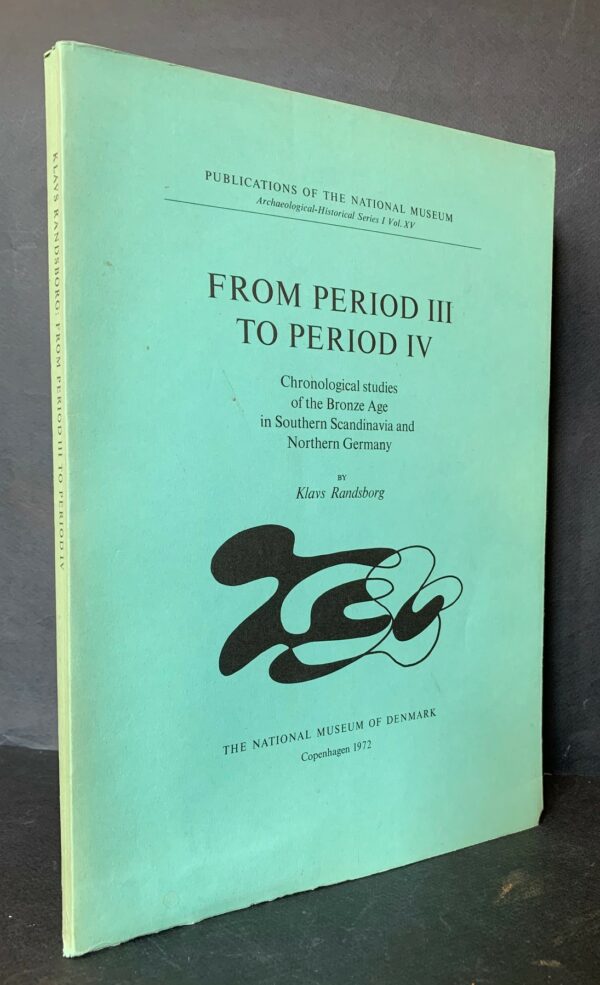 KLAVS RANDSBORG: FROM PERIOD III TO PERIOD IV
PUBLICATIONS OF THE NATIONAL MUSEUM
Archaeological-Historical Series I Vol. XV
FROM PERIOD III
TO PERIOD IV
Chronological studies
of the Bronze Age
in Southern Scandinavia and
Northern Germany
BY
Klavs Randsborg
THE NATIONAL MUSEUM OF DENMARK
Copenhagen 1972